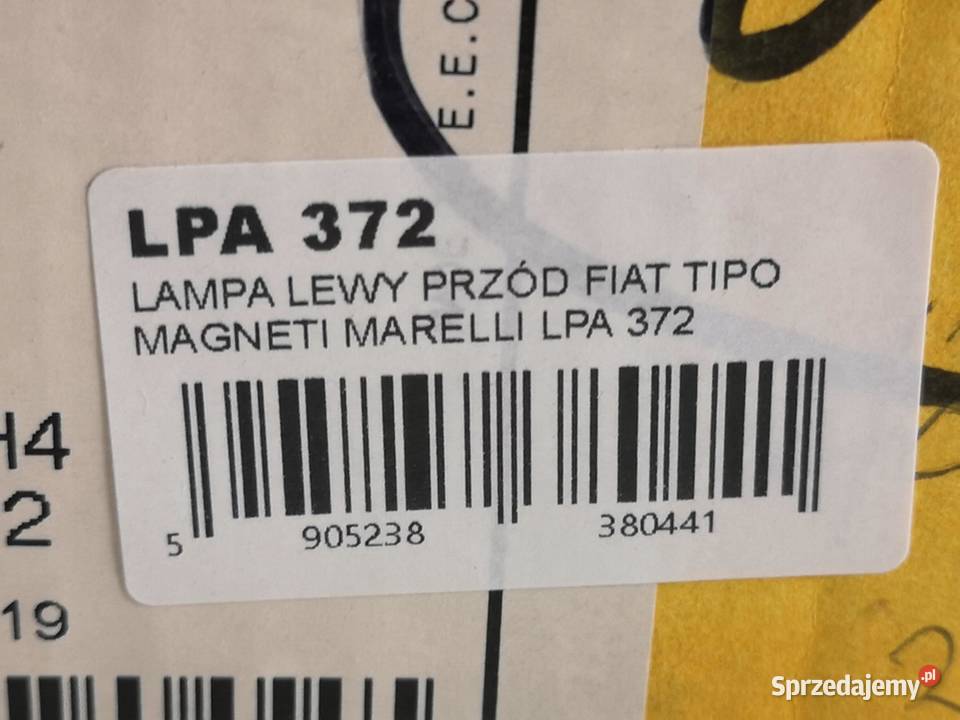 E.E.C
LPA 372
LAMPA LEWY PRZÓD FIAT TIPO
MAGNETI MARELLI LPA 372
5 905238 380441
H4
2
19
2
Sprzedajemy.pl